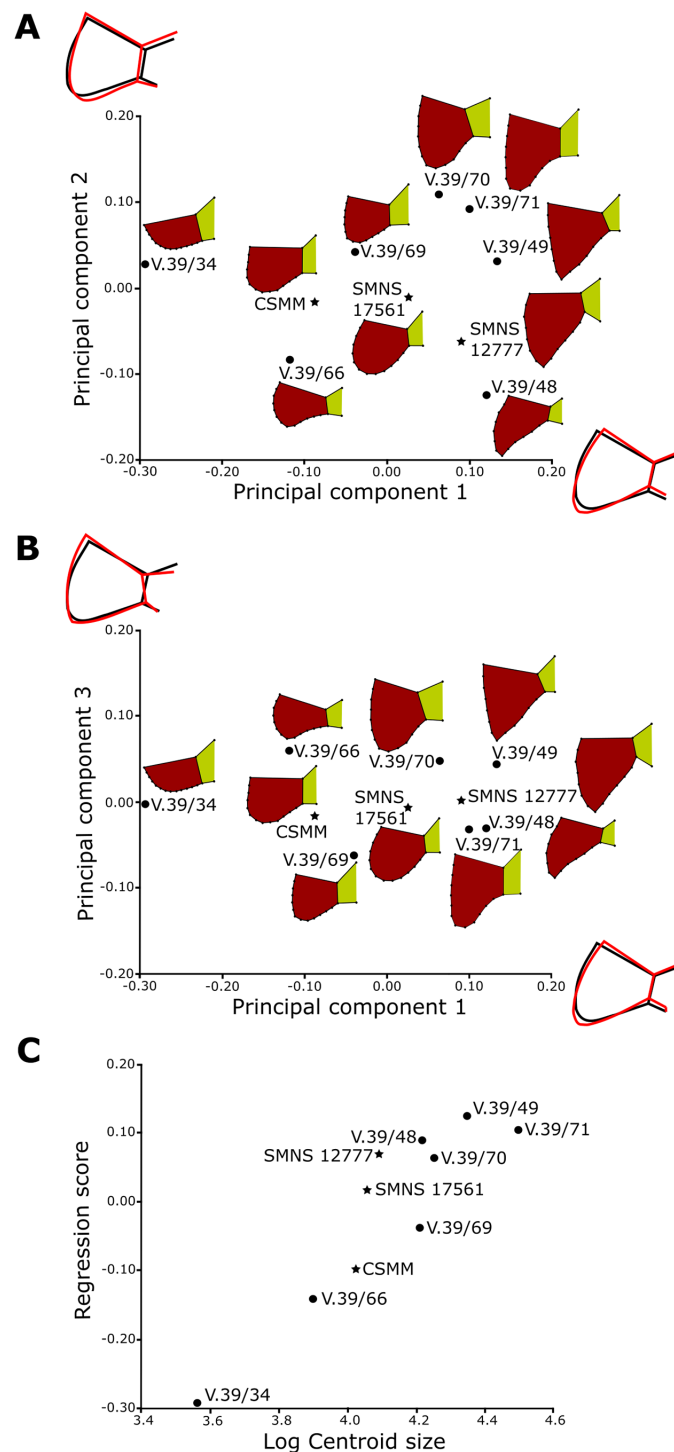 A
0.20
V.39/70
0.10
V.39/71
V.39/69
V.39/49
V.39/34
SMNS
17561
0.00
CSMM
SMNS
12777
V.39/66
V.39/48
-0.10
-0.20
-0.30
-0.10
0.00
0.10
0.20
Principal component 1
Principal component 2
B
0.20
0.10
V.39/66
V.39/70
V.39/49
V.39/34
0.00
SMNS
17561
SMNS 12777
CSMM
V.39/48
V.39/71
V.39/69
-0.10
-0.20
-0.30
-0.10
0.00
0.10
0.20
Principal component 1
Principal component 3
C
0.20
V.39/49
V.39/71
0.10
V.39/48
SMNS 12777
V.39/70
SMNS 17561
0.00
V.39/69
CSMM
-0.10
V.39/66
-0.20
V.39/34
-0.30
3.4
3.6
3.8
4.0
4.2
4.4
4.6
Log Centroid size
Regression score